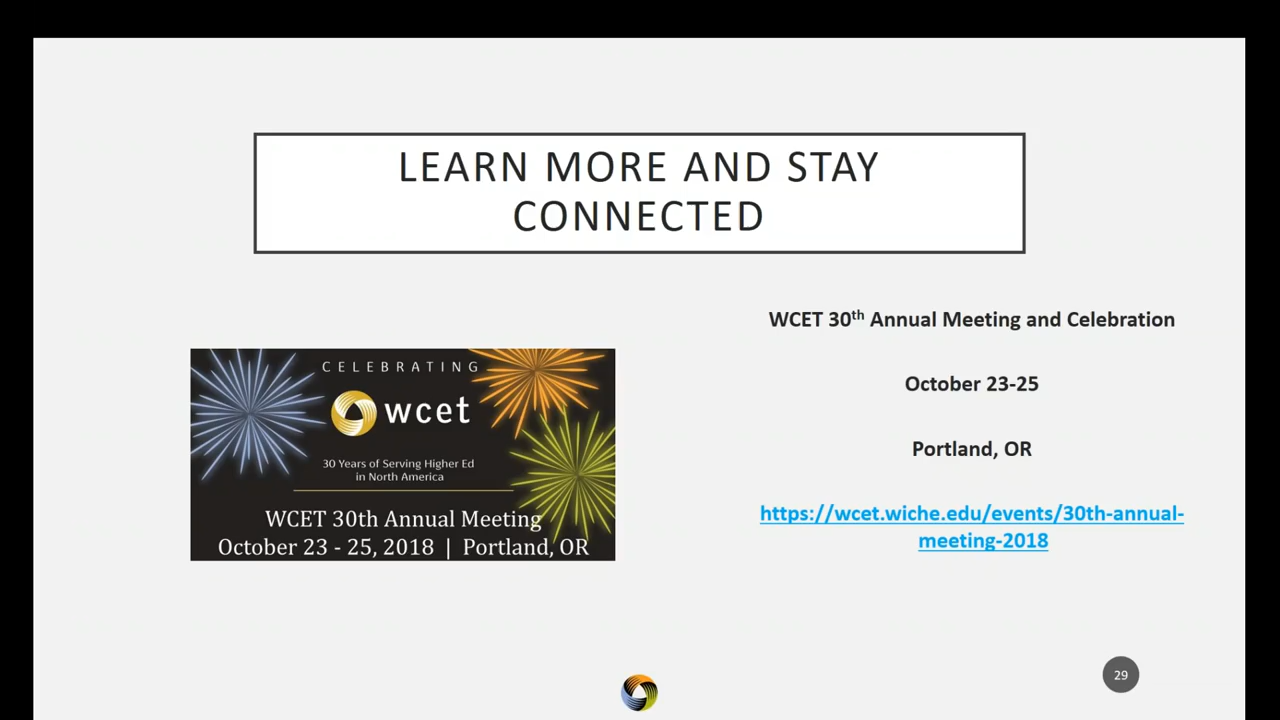 LEARN MORE AND STAY
CONNECTED
CELEBRATING
wcet
30 Years of Serving Higher Ed
in North America
WCET 30th Annual Meeting
October 23 - 25, 2018 | Portland, OR
WCET 30th Annual Meeting and Celebration
October 23-25
Portland, OR
https://wcet.wiche.edu/events/30th-annual-
meeting-2018
29